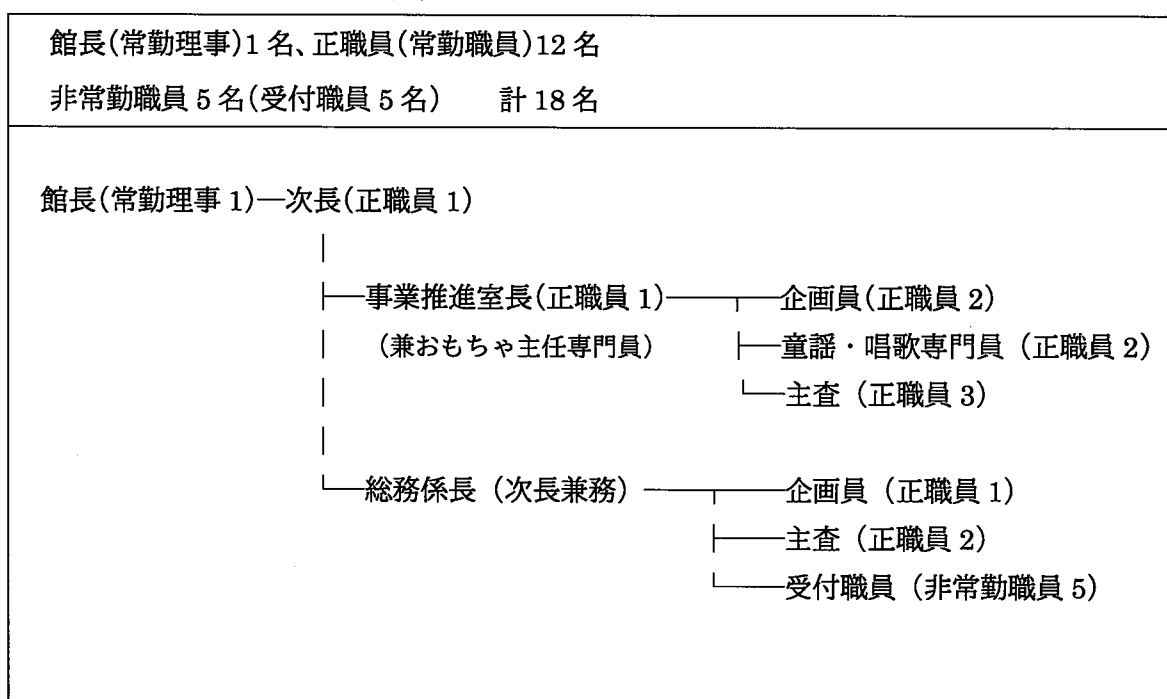 館長(常勤理事)1名、正職員(常勤職員)12名
非常勤職員5名(受付職員5名)　計18名
館長(常勤理事 1)―次長(正職員 1)
事業推進室長(正職員 1)　企画員(正職員 2)
(兼おもちゃ主任専門員)　童謡・唱歌専門員（正職員 2）
主査（正職員 3）
総務係長（次長兼務）　企画員（正職員 1）
主査（正職員 2）
受付職員（非常勤職員 5）